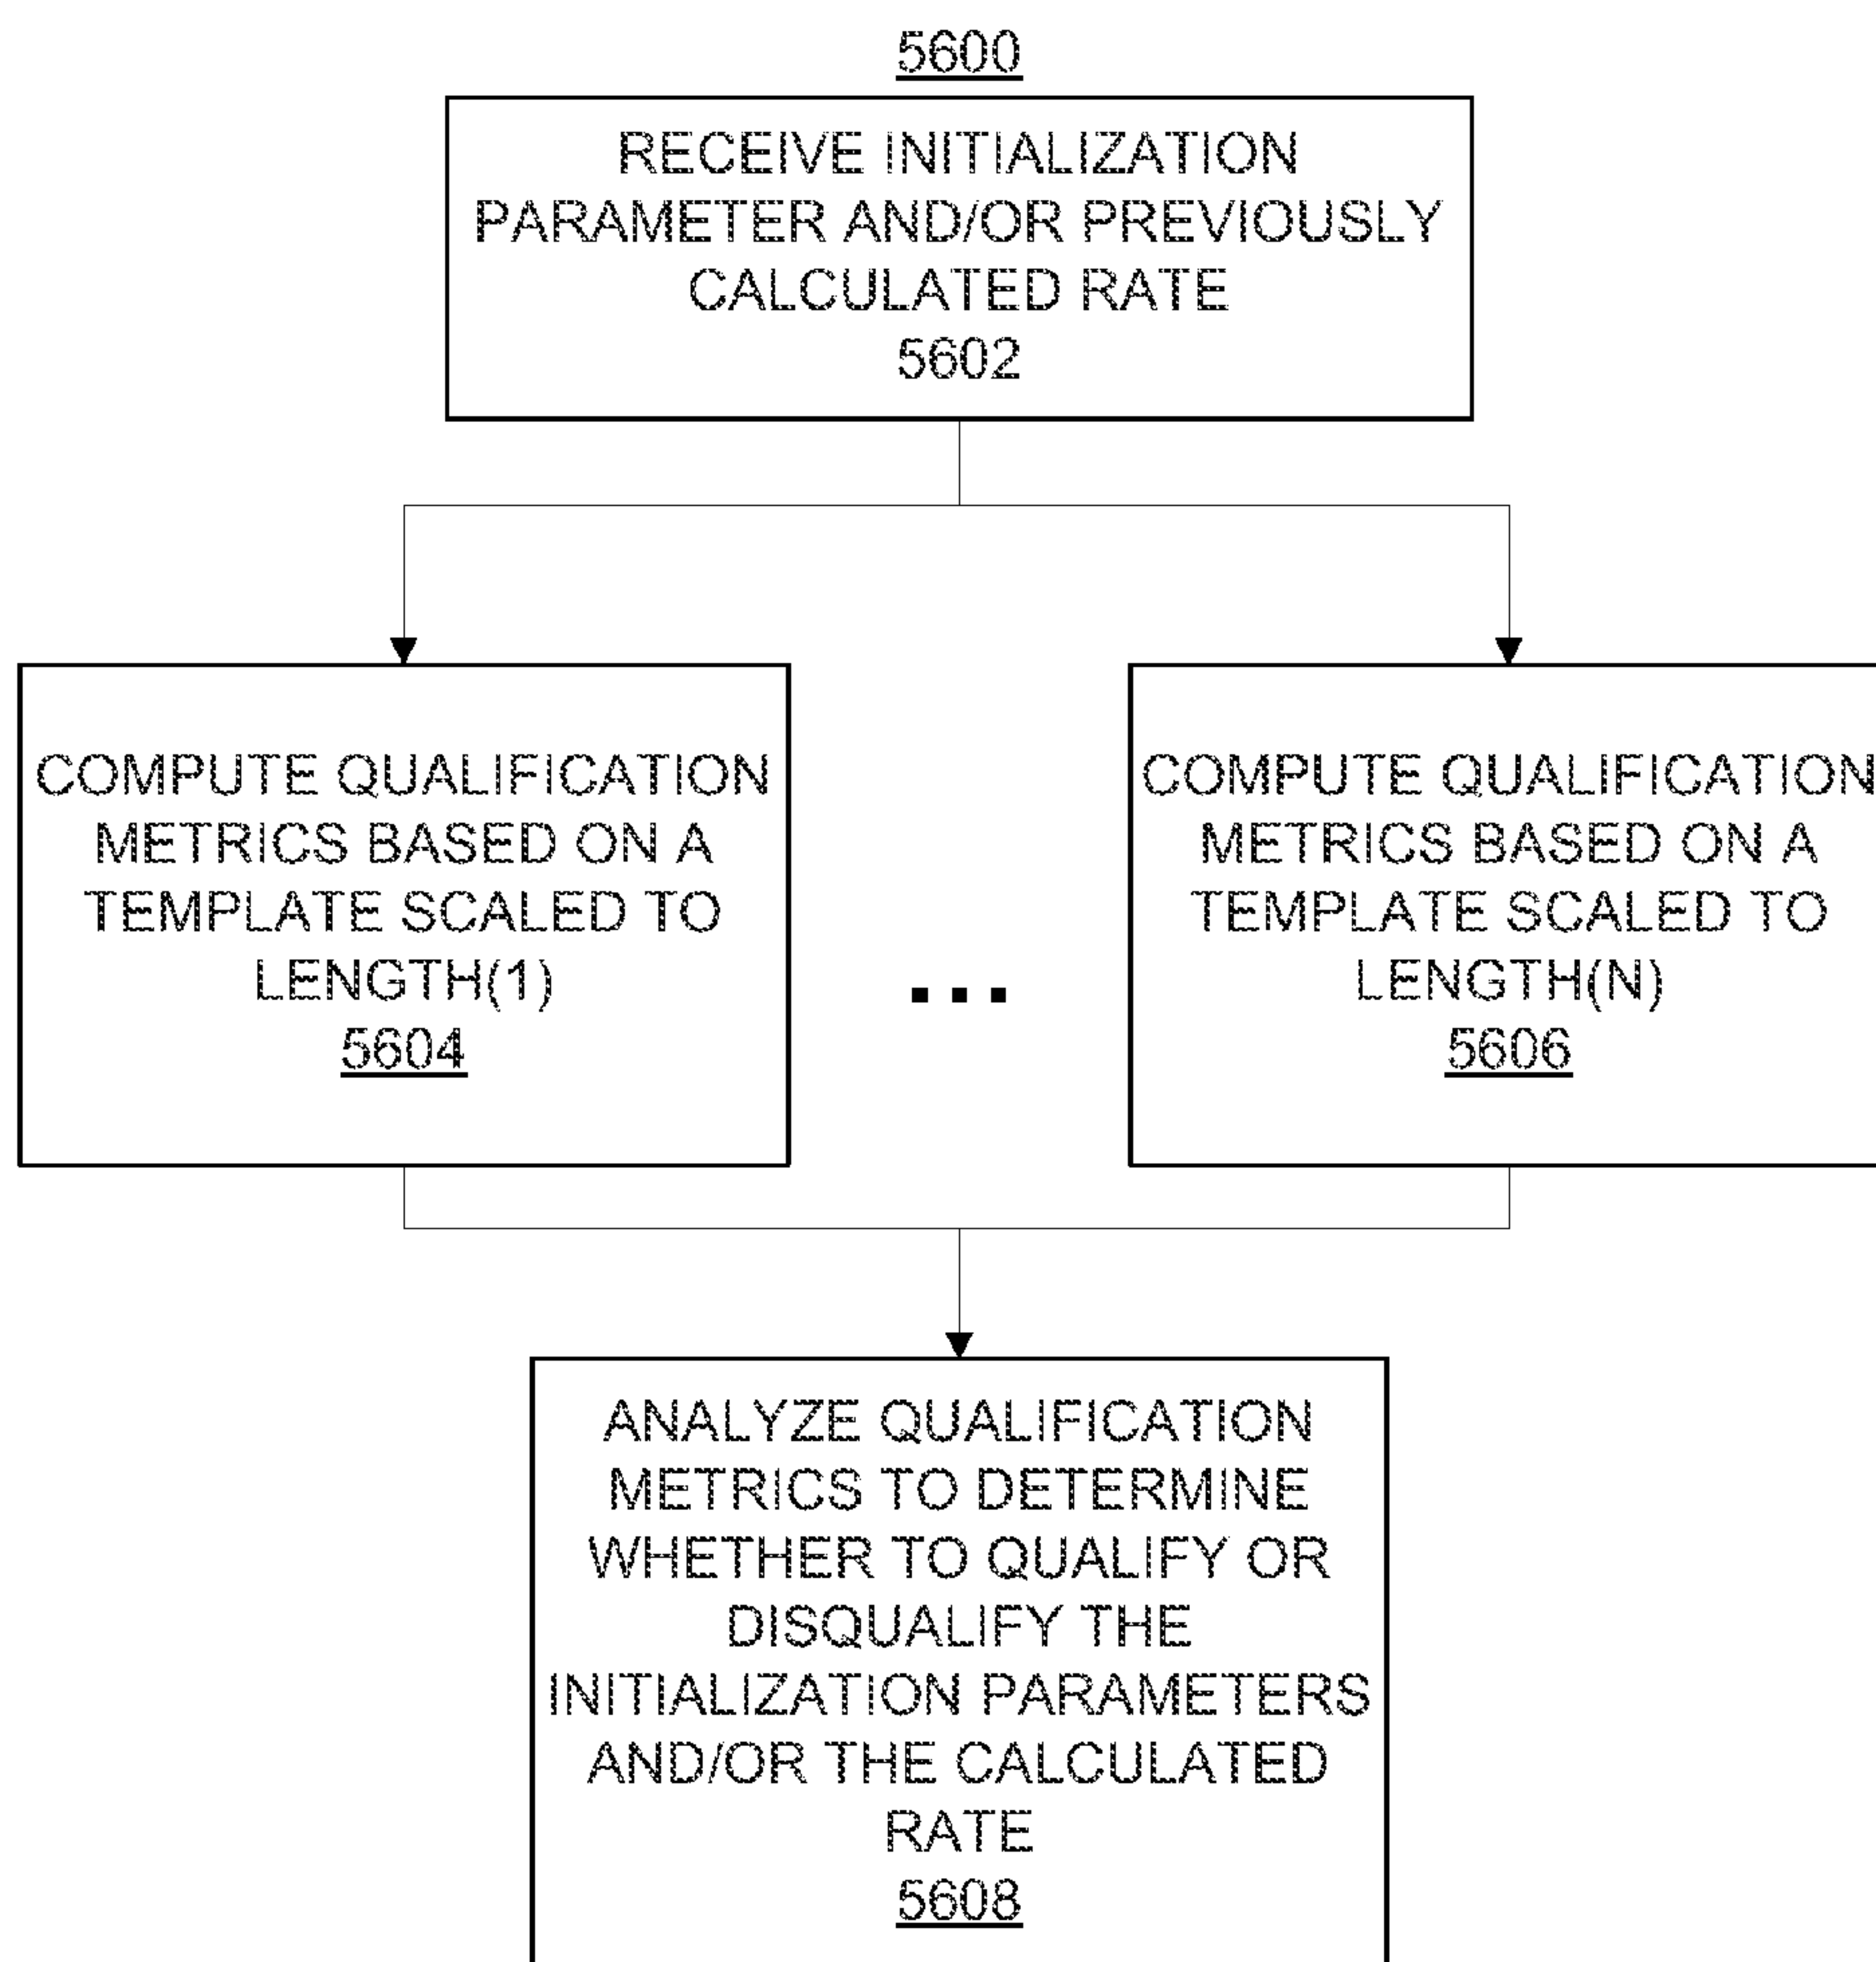 5600
RECEIVE INITIALIZATION
PARAMETER AND/OR PREVIOUSLY
CALCULATED RATE
5602
COMPUTE QUALIFICATION
METRICS BASED ON A
TEMPLATE SCALED TO
LENGTH(1)
5604
...
COMPUTE QUALIFICATION
METRICS BASED ON A
TEMPLATE SCALED TO
LENGTH(N)
5606
ANALYZE QUALIFICATION
METRICS TO DETERMINE
WHETHER TO QUALIFY OR
DISQUALIFY THE
INITIALIZATION PARAMETERS
AND/OR THE CALCULATED
RATE
5608